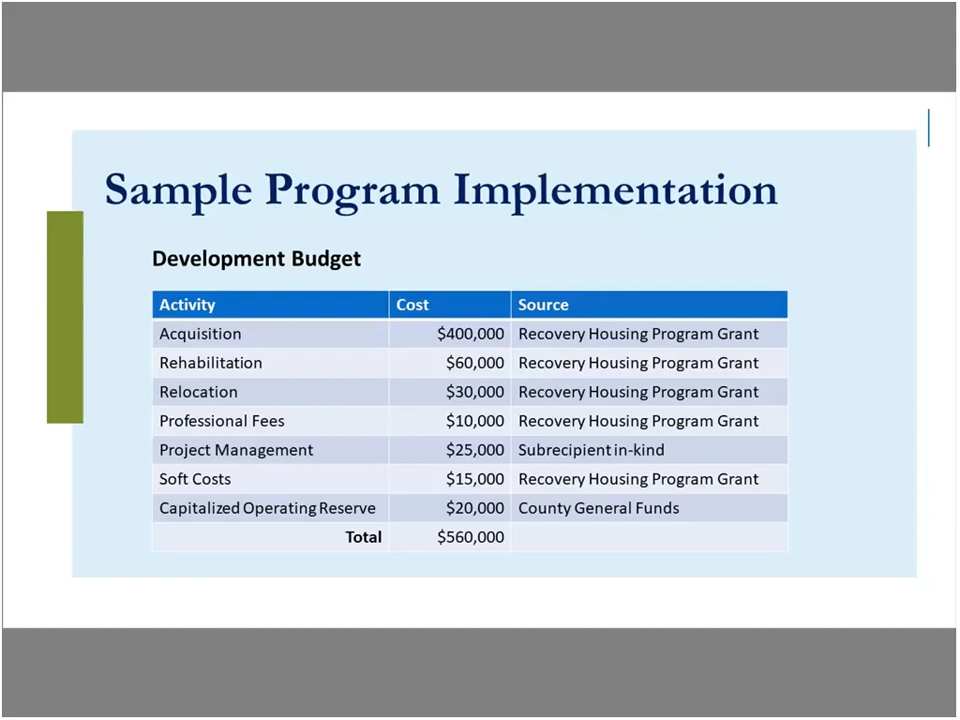 Sample Program Implementation
Development Budget
Activity Cost Source
Acquisition $400,000 Recovery Housing Program Grant
Rehabilitation $60,000 Recovery Housing Program Grant
Relocation $30,000 Recovery Housing Program Grant
Professional Fees $10,000 Recovery Housing Program Grant
Project Management $25,000 Subrecipient in-kind
Soft Costs $15,000 Recovery Housing Program Grant
Capitalized Operating Reserve $20,000 County General Funds
Total $560,000